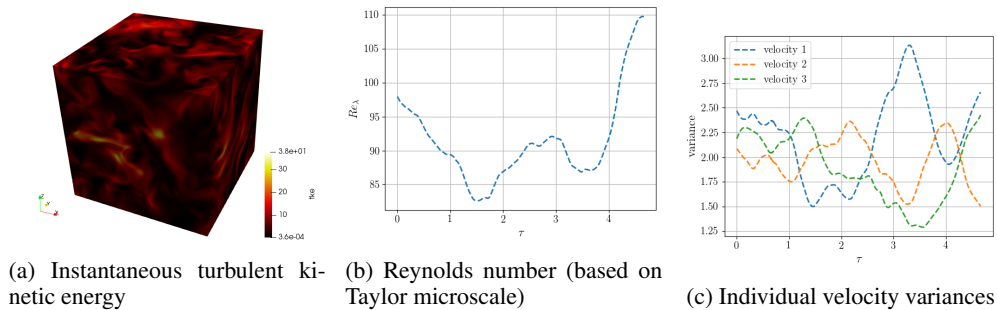 3.8e+01
30
20
10
3.6e-04
tke
Z
Y
X
110
105
100
95
90
85
Re_λ
0
1
2
3
4
τ
velocity 1
velocity 2
velocity 3
3.00
2.75
2.50
2.25
2.00
1.75
1.50
1.25
variance
0
1
2
3
4
τ
(a) Instantaneous turbulent ki-
netic energy
(b) Reynolds number (based on
Taylor microscale)
(c) Individual velocity variances